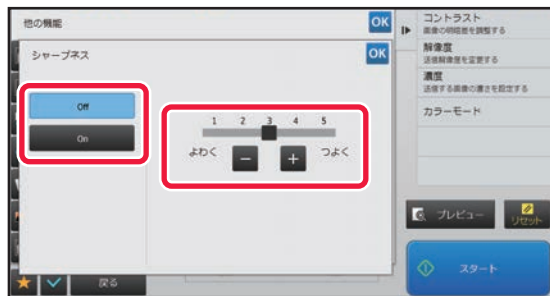 他の機能
OK
シャープネス
OK
Off
On
1 2 3 4 5
よわく
−
+
つよく
戻る
コントラスト
画像の明暗差を調整する
解像度
送信解像度を変更する
濃度
送信する画像の濃さを設定する
カラーモード
プレビュー
リセット
スタート